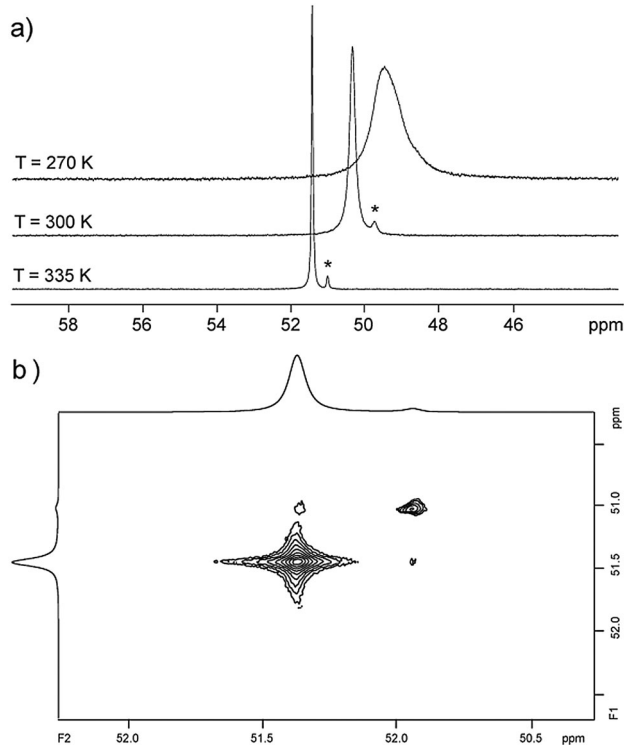 a)
T = 270 K
*
T = 300 K
*
T = 335 K
58 56 54 52 50 48 46 ppm
b )
ppm
51.0
51.5
52.0
F1
F2 52.0 51.5 52.0 50.5 ppm